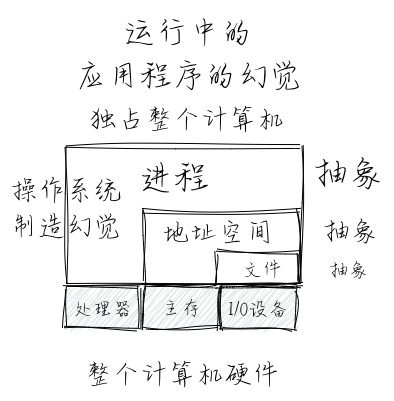 运行中的
应用程序的幻觉
独占整个计算机
进程
抽象
操作系统
制造幻觉
地址空间
抽象
文件
抽象
处理器
主存
I/O设备
整个计算机硬件